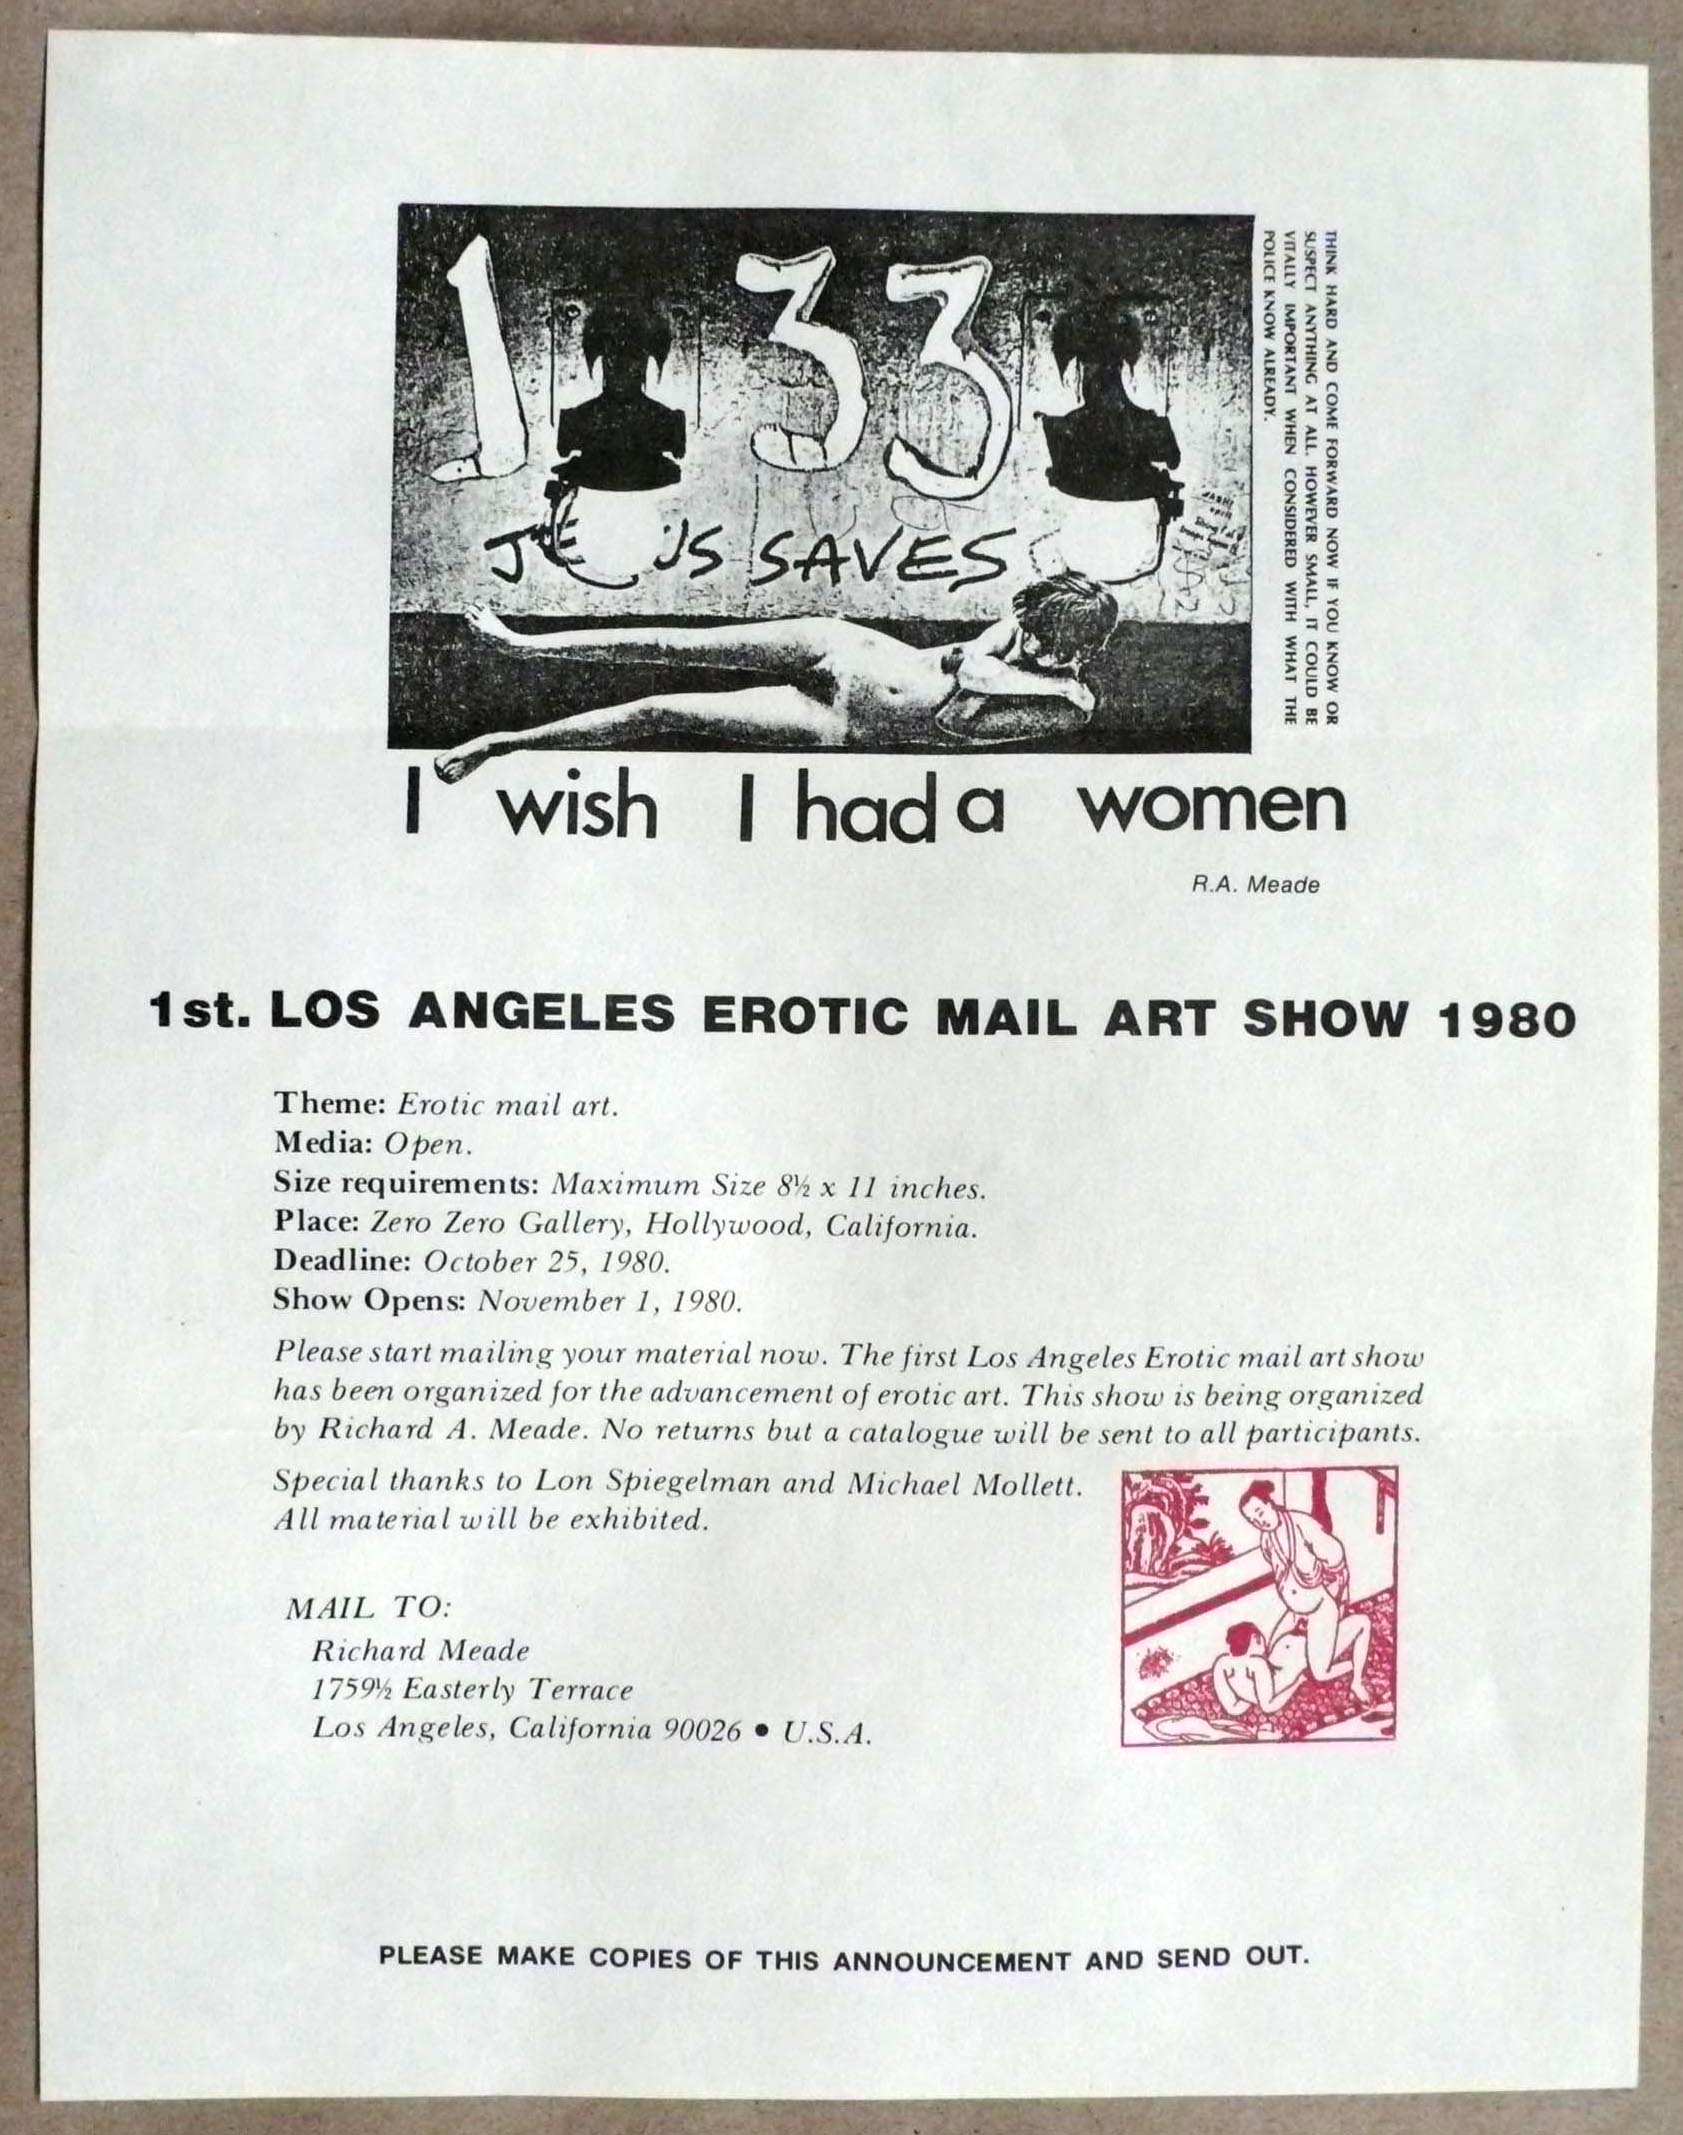 1 33
JE US SAVES
THINK HARD AND COME FORWARD NOW IF YOU KNOW OR
SUSPECT ANYTHING AT ALL. HOWEVER SMALL, IT COULD BE
VITALLY IMPORTANT WHEN CONSIDERED WITH WHAT THE
POLICE KNOW ALREADY.
I wish I had a women
R.A. Meade
1st. LOS ANGELES EROTIC MAIL ART SHOW 1980
Theme: Erotic mail art.
Media: Open.
Size requirements: Maximum Size 8½ x 11 inches.
Place: Zero Zero Gallery, Hollywood, California.
Deadline: October 25, 1980.
Show Opens: November 1, 1980.
Please start mailing your material now. The first Los Angeles Erotic mail art show
has been organized for the advancement of erotic art. This show is being organized
by Richard A. Meade. No returns but a catalogue will be sent to all participants.
Special thanks to Lon Spiegelman and Michael Mollett.
All material will be exhibited.
MAIL TO:
Richard Meade
1759½ Easterly Terrace
Los Angeles, California 90026 • U.S.A.
PLEASE MAKE COPIES OF THIS ANNOUNCEMENT AND SEND OUT.